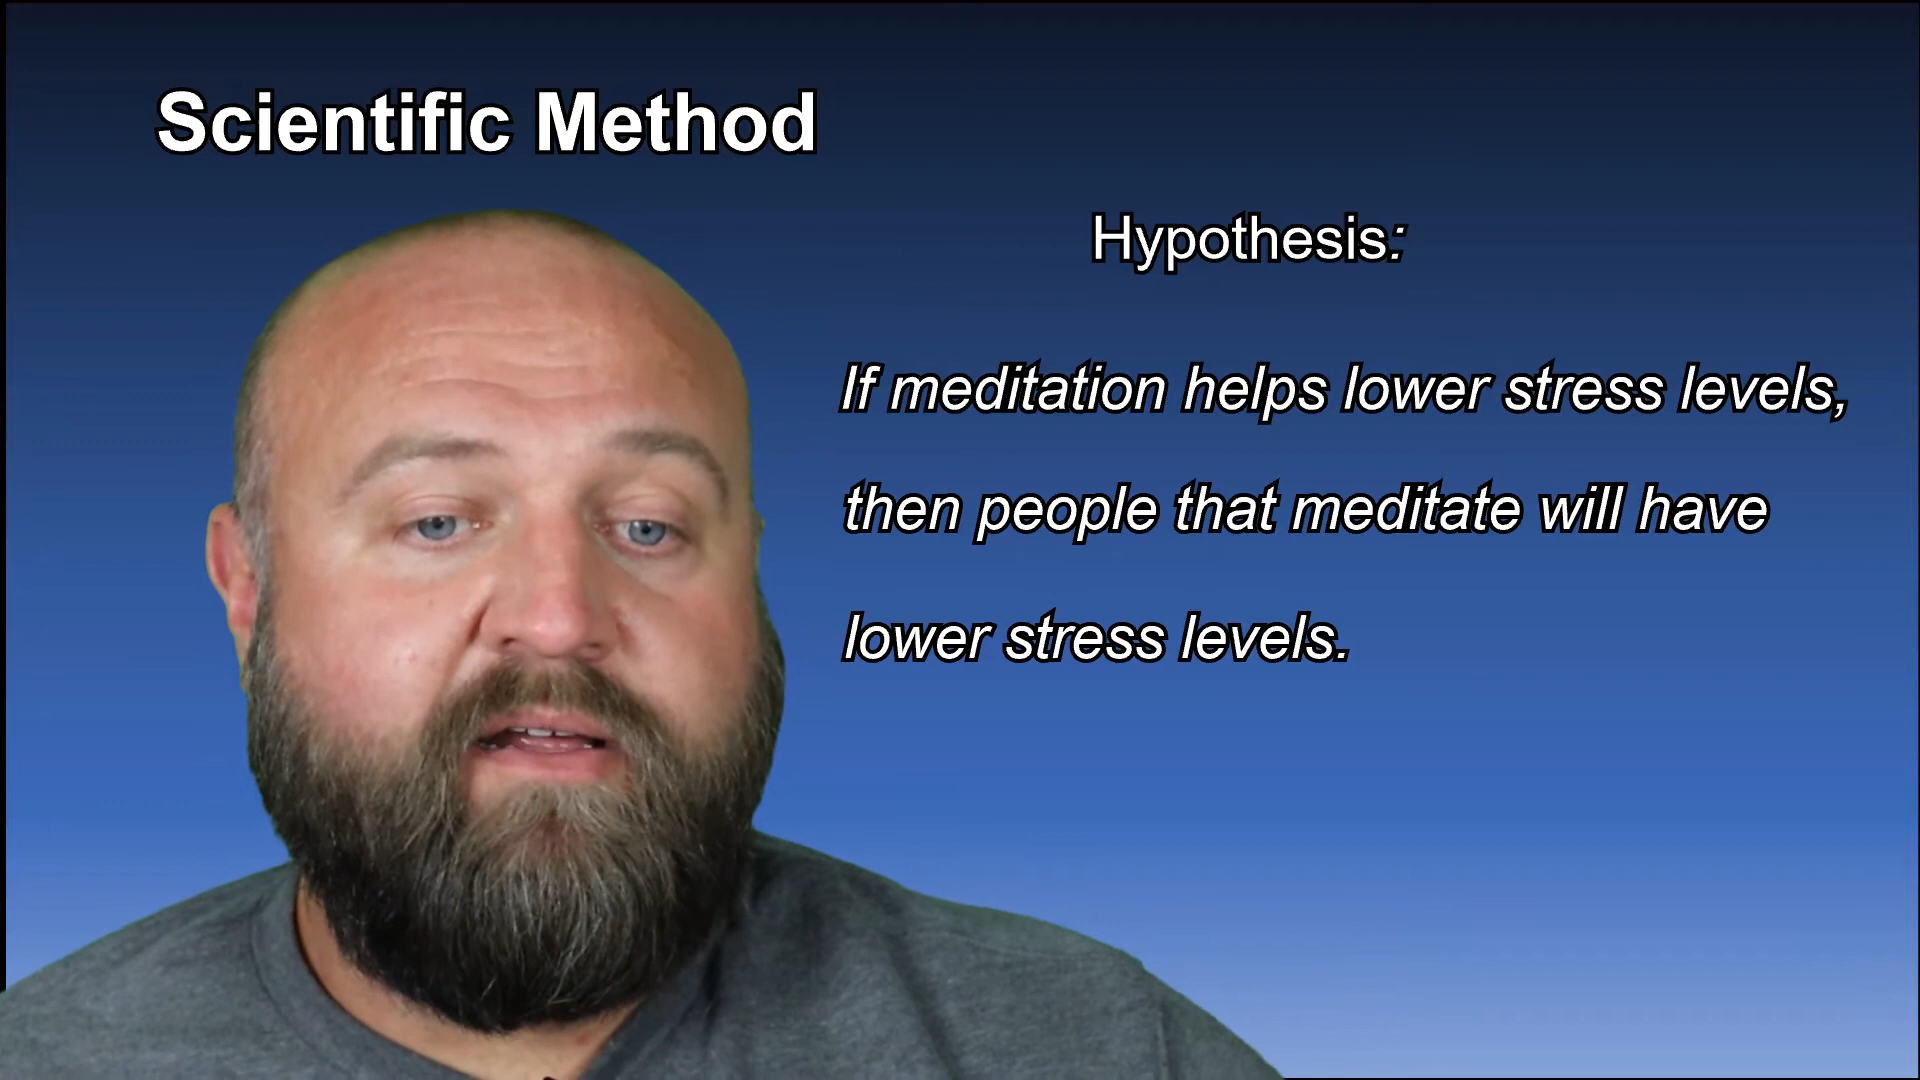 Scientific Method
Hypothesis:
If meditation helps lower stress levels,
then people that meditate will have
lower stress levels.